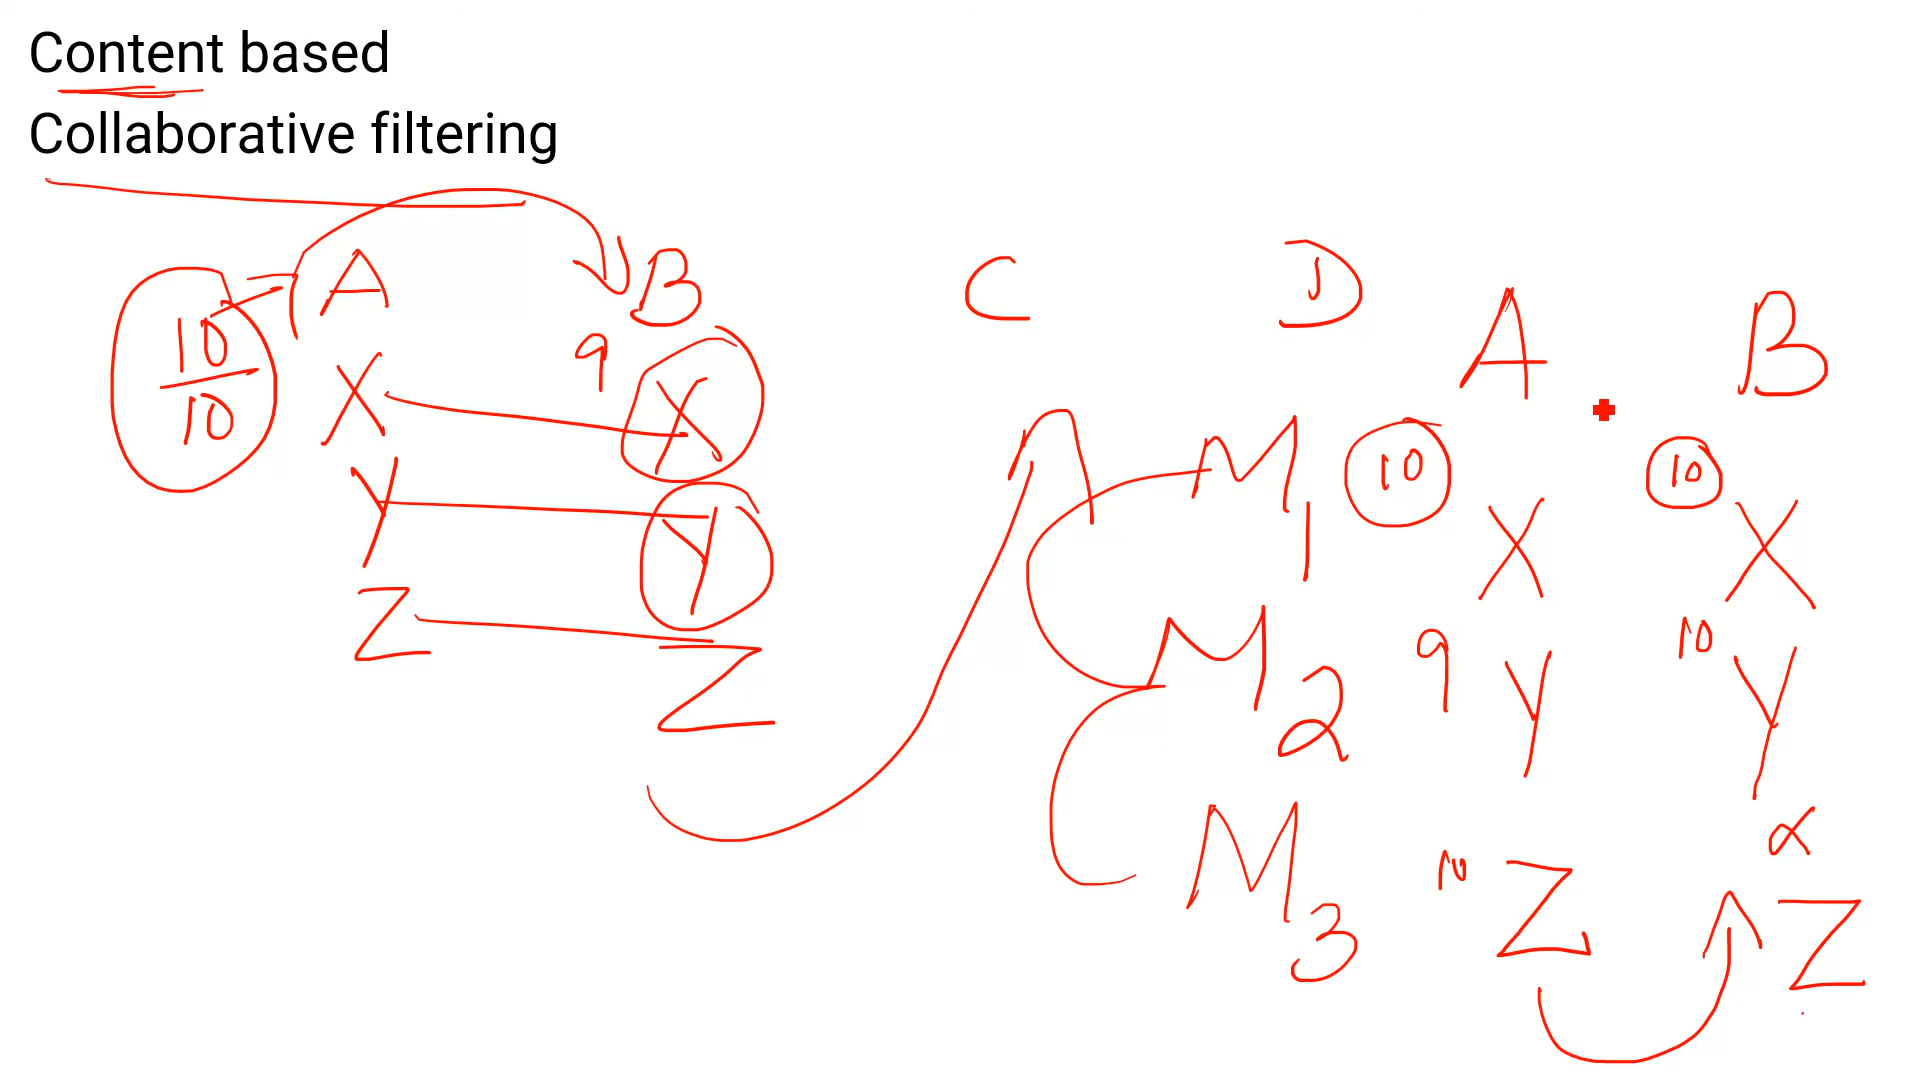 Content based
Collaborative filtering
A B C D A B
10
10
9
X X M1 10 X 10 X
Y Y M2 9 Y 10 Y
Z Z M3 10 Z α Z